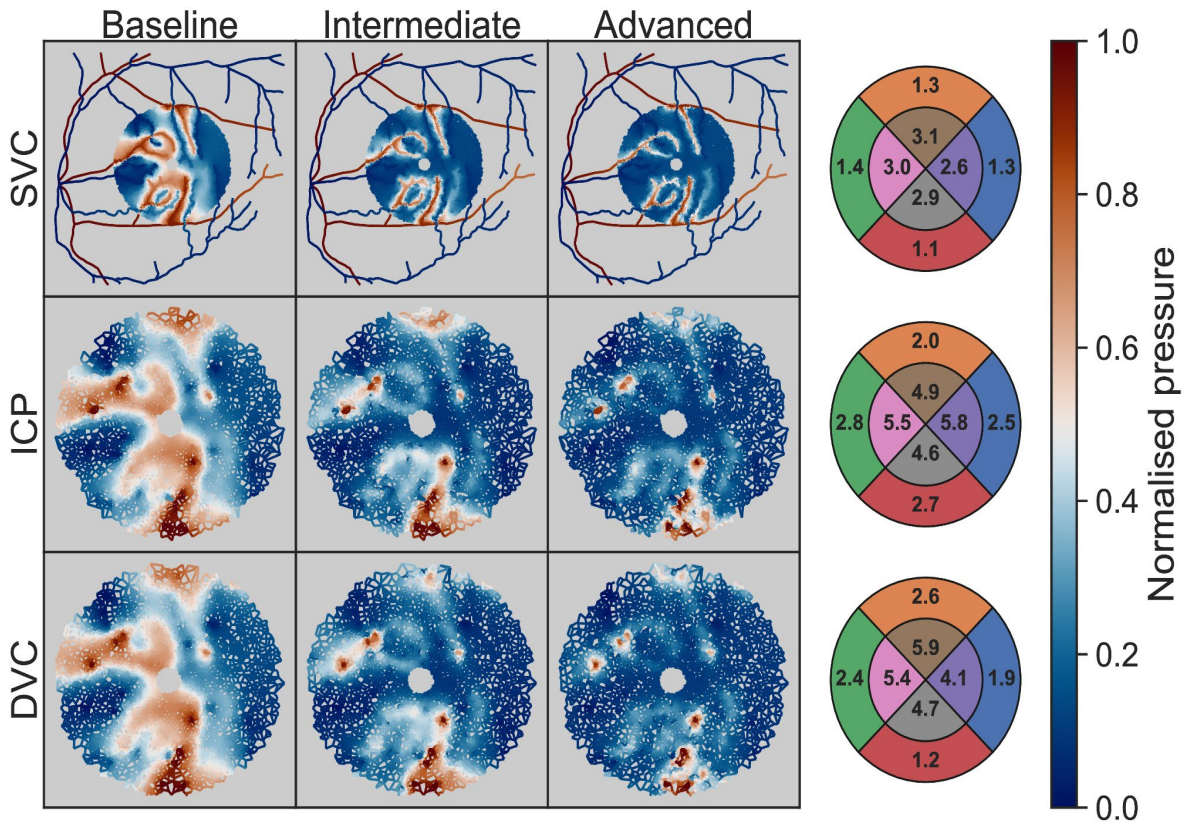 Baseline Intermediate Advanced
SVC
1.3
3.1
1.4 3.0 2.6 1.3
2.9
1.1
ICP
2.0
4.9
2.8 5.5 5.8 2.5
4.6
2.7
DVC
2.6
5.9
2.4 5.4 4.1 1.9
4.7
1.2
1.0
0.8
0.6
0.4
0.2
0.0
Normalised pressure